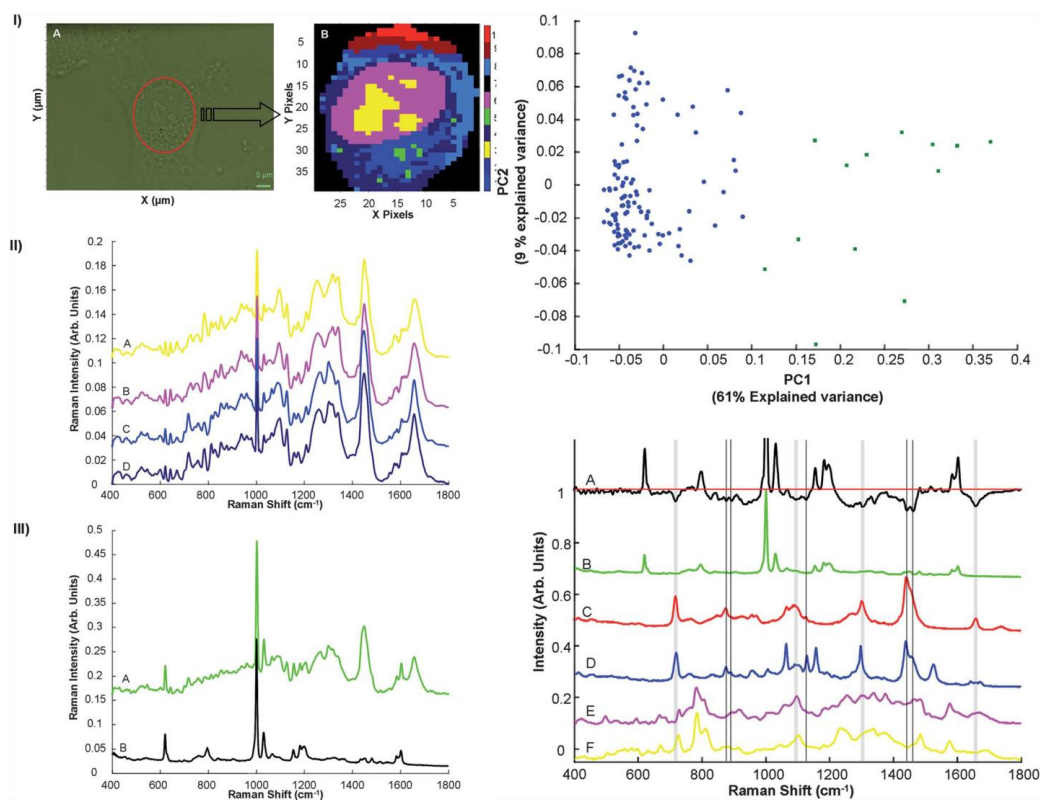 I)
A
Y (µm)
X (µm)
5 µm
B
5
10
15
20
25
30
35
Y Pixels
25 20 15 10 5
X Pixels
8
7
6
5
4
PC2
(9 % explained variance)
0.1
0.08
0.06
0.04
0.02
0
-0.02
-0.04
-0.06
-0.08
-0.1
-0.1 -0.05 0 0.05 0.1 0.15 0.2 0.25 0.3 0.35 0.4
PC1
(61% Explained variance)
II)
Raman Intensity (Arb. Units)
0.2
0.18
0.16
0.14
0.12
0.1
0.08
0.06
0.04
0.02
0
A
B
C
D
400 600 800 1000 1200 1400 1600 1800
Raman Shift (cm⁻¹)
III)
Raman Intensity (Arb. Units)
0.5
0.45
0.4
0.35
0.3
0.25
0.2
0.15
0.1
0.05
0
A
B
400 600 800 1000 1200 1400 1600 1800
Raman Shift (cm⁻¹)
Intensity (Arb. Units)
1
0.8
0.6
0.4
0.2
0
A
B
C
D
E
F
400 600 800 1000 1200 1400 1600 1800
Raman Shift (cm⁻¹)